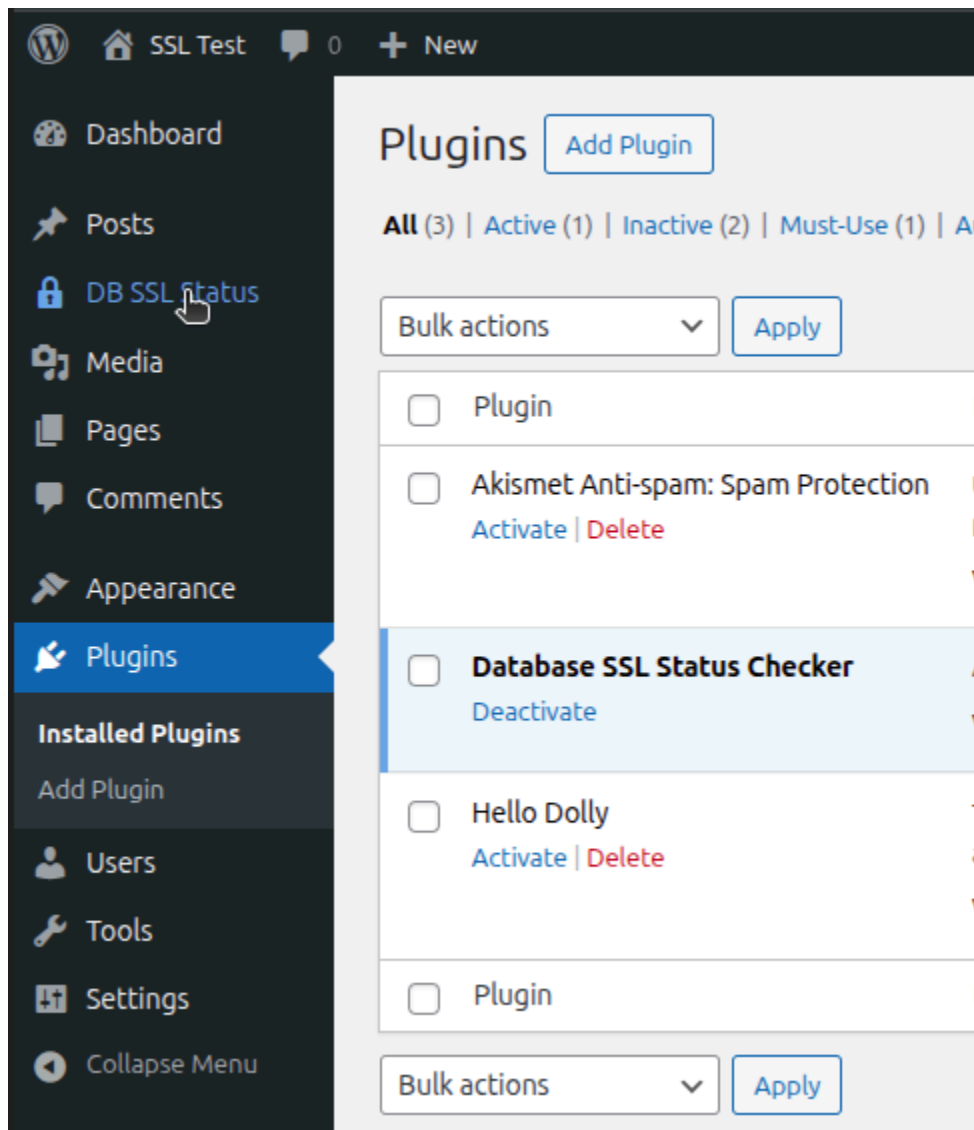 SSL Test 0 + New
Dashboard
Posts
DB SSL Status
Media
Pages
Comments
Appearance
Plugins
Installed Plugins
Add Plugin
Users
Tools
Settings
Collapse Menu
Plugins Add Plugin
All (3) | Active (1) | Inactive (2) | Must-Use (1) |
Bulk actions Apply
Plugin
Akismet Anti-spam: Spam Protection
Activate | Delete
Database SSL Status Checker
Deactivate
Hello Dolly
Activate | Delete
Plugin
Bulk actions Apply